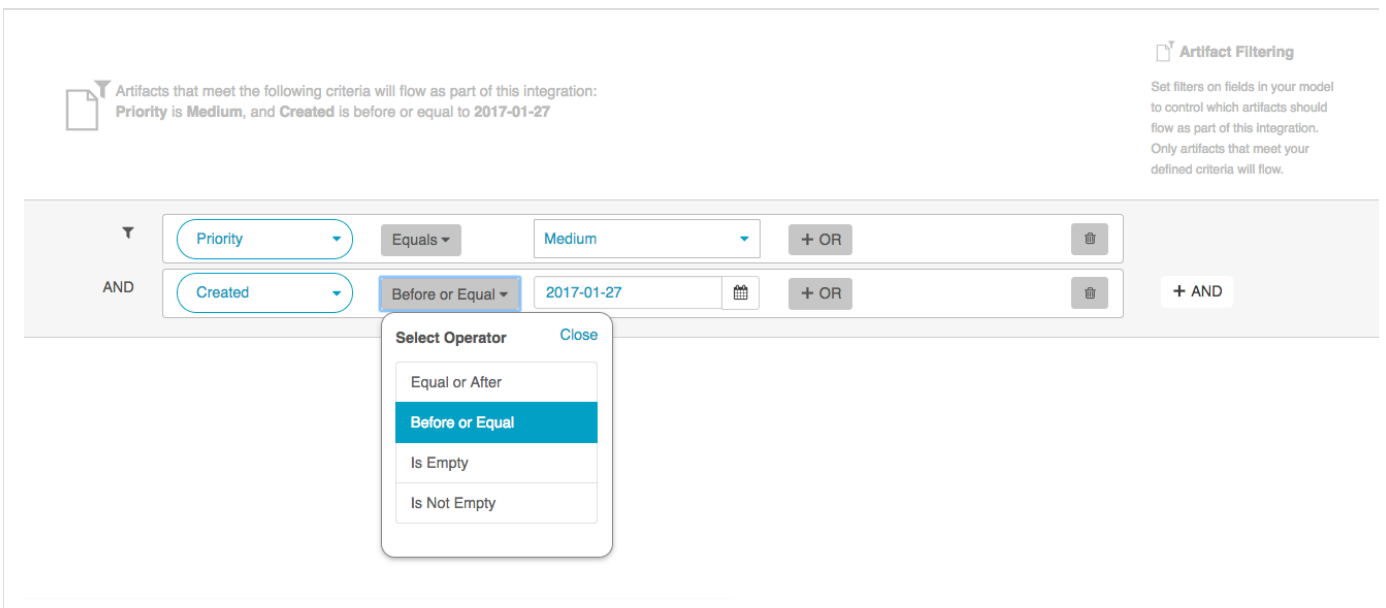 Artifacts that meet the following criteria will flow as part of this integration:
Priority is Medium, and Created is before or equal to 2017-01-27
Artifact Filtering
Set filters on fields in your model
to control which artifacts should
flow as part of this integration.
Only artifacts that meet your
defined criteria will flow.
Priority Equals Medium + OR
AND Created Before or Equal 2017-01-27 + OR + AND
Select Operator Close
Equal or After
Before or Equal
Is Empty
Is Not Empty